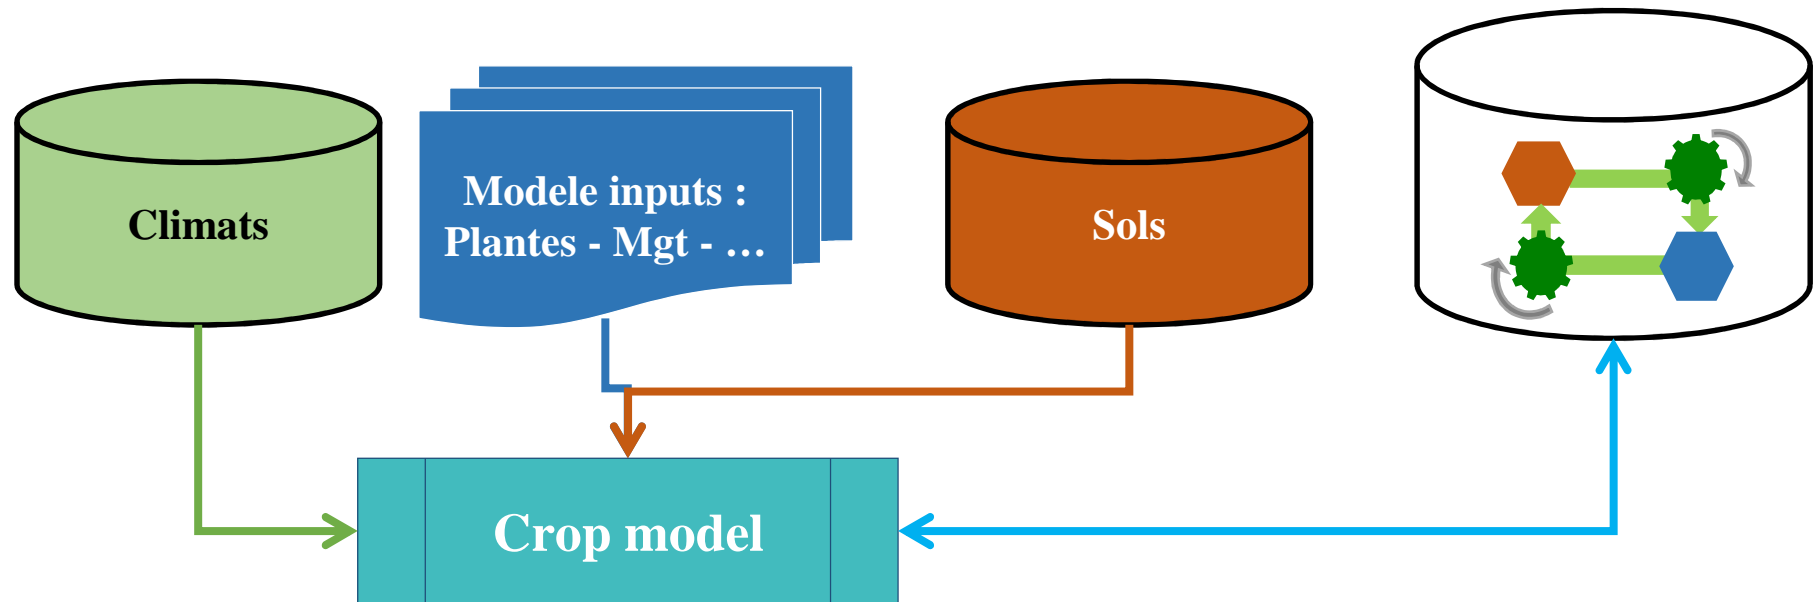 Climats
Modele inputs :
Plantes - Mgt - …
Sols
Crop model